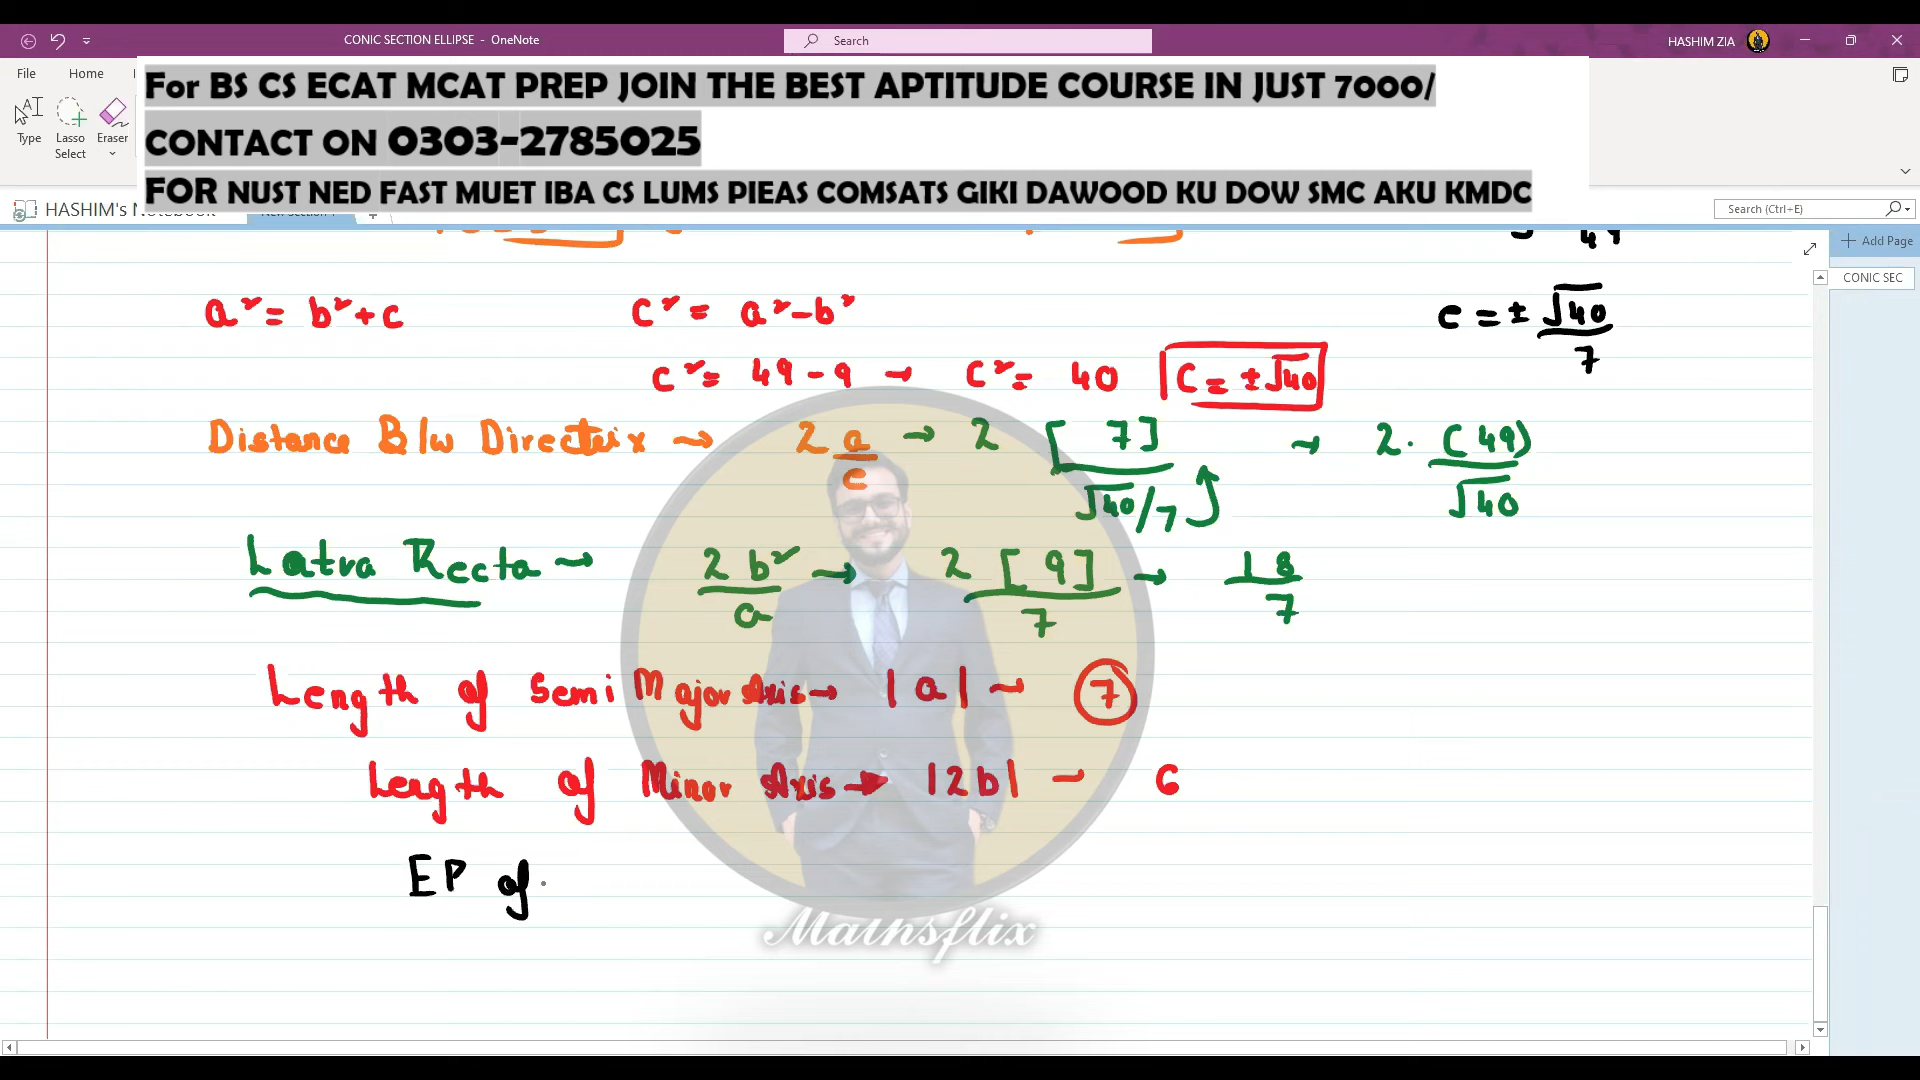 CONIC SECTION ELLIPSE - OneNote
Search
HASHIM ZIA
File Home
For BS CS ECAT MCAT PREP JOIN THE BEST APTITUDE COURSE IN JUST 7000/
CONTACT ON 0303-2785025
FOR NUST NED FAST MUET IBA CS LUMS PIEAS COMSATS GIKI DAWOOD KU DOW SMC AKU KMDC
Type
Lasso Select
Eraser
HASHIM's Notebook
Search (Ctrl+E)
Add Page
CONIC SEC
a² = b² + c
c² = a² - b²
e = ± √40 / 7
c² = 49 - 9 → c² = 40 C = ± √40
Distance B/w Directrix → 2 a/e → 2 [7] / √40/7 → 2 . (49) / √40
Latva Recta → 2b² / a → 2 [9] / 7 → 18 / 7
Length of Semi Major Axis → |a| → 7
Length of Minor Axis → |2b| - 6
EP of
Mathsflix